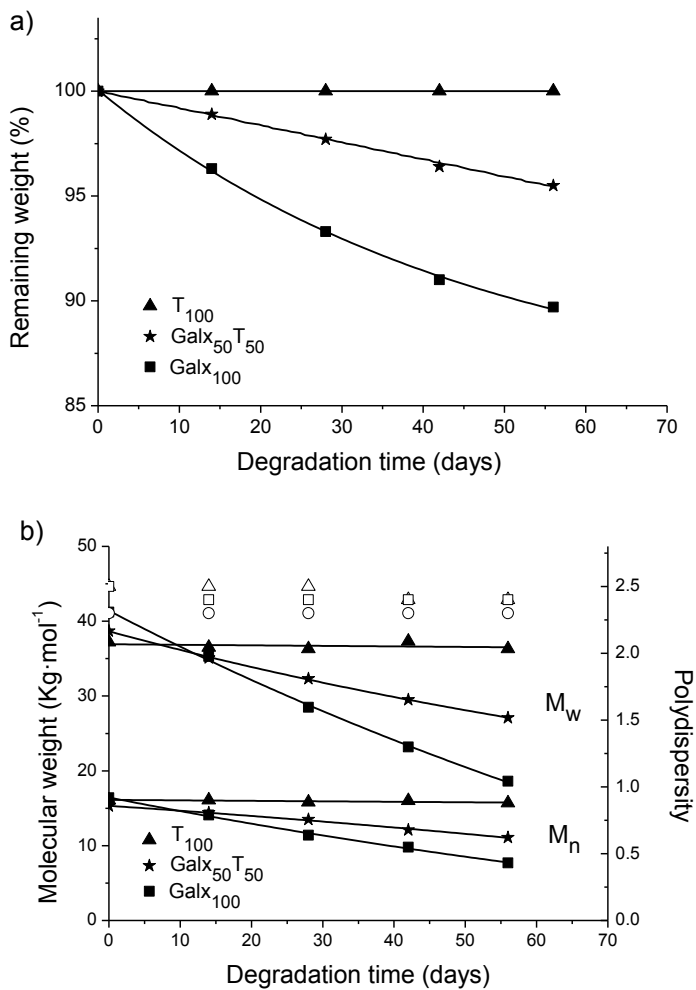 a)
100
95
90
85
Remaining weight (%)
T100
Galx50T50
Galx100
0 10 20 30 40 50 60 70
Degradation time (days)
b)
50
40
30
20
10
0
Molecular weight (Kg·mol-1)
2.5
2.0
1.5
1.0
0.5
0.0
Polydispersity
Mw
Mn
T100
Galx50T50
Galx100
0 10 20 30 40 50 60 70
Degradation time (days)